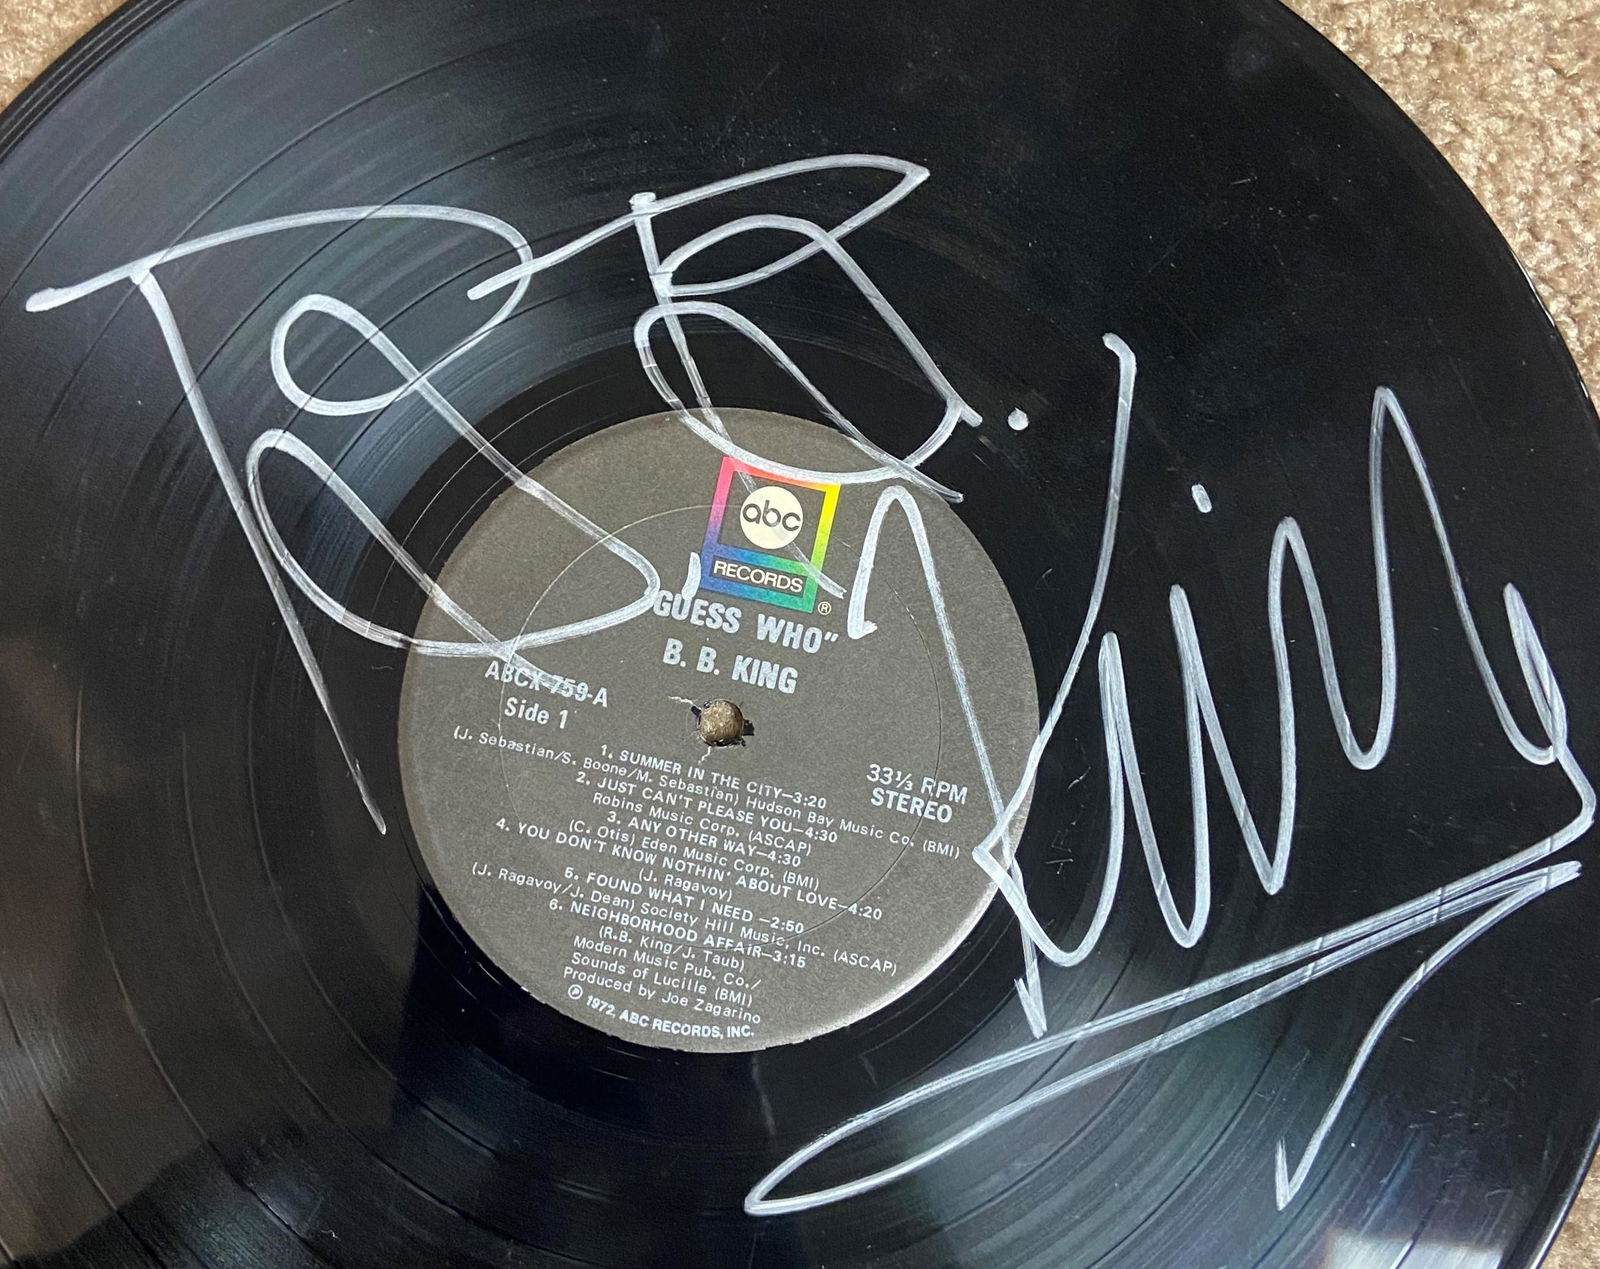 B.B. King
abc
RECORDS
®
"GUESS WHO"
B. B. KING
ABCX-759-A
Side 1
33⅓ RPM
STEREO
1. SUMMER IN THE CITY—3:20
(J. Sebastian/S. Boone/M. Sebastian) Hudson Bay Music Co. (BMI)
2. JUST CAN'T PLEASE YOU—4:30
Robins Music Corp. (ASCAP)
3. ANY OTHER WAY—4:30
(C. Otis) Eden Music Corp. (BMI)
4. YOU DON'T KNOW NOTHIN' ABOUT LOVE—4:20
(J. Ragavoy)
5. FOUND WHAT I NEED —2:50
(J. Ragavoy/J. Dean) Society Hill Music, Inc. (ASCAP)
6. NEIGHBORHOOD AFFAIR—3:15
(R.B. King/J. Taub)
Modern Music Pub. Co./
Sounds of Lucille (BMI)
Produced by Joe Zagarino
℗ 1972, ABC RECORDS, INC.